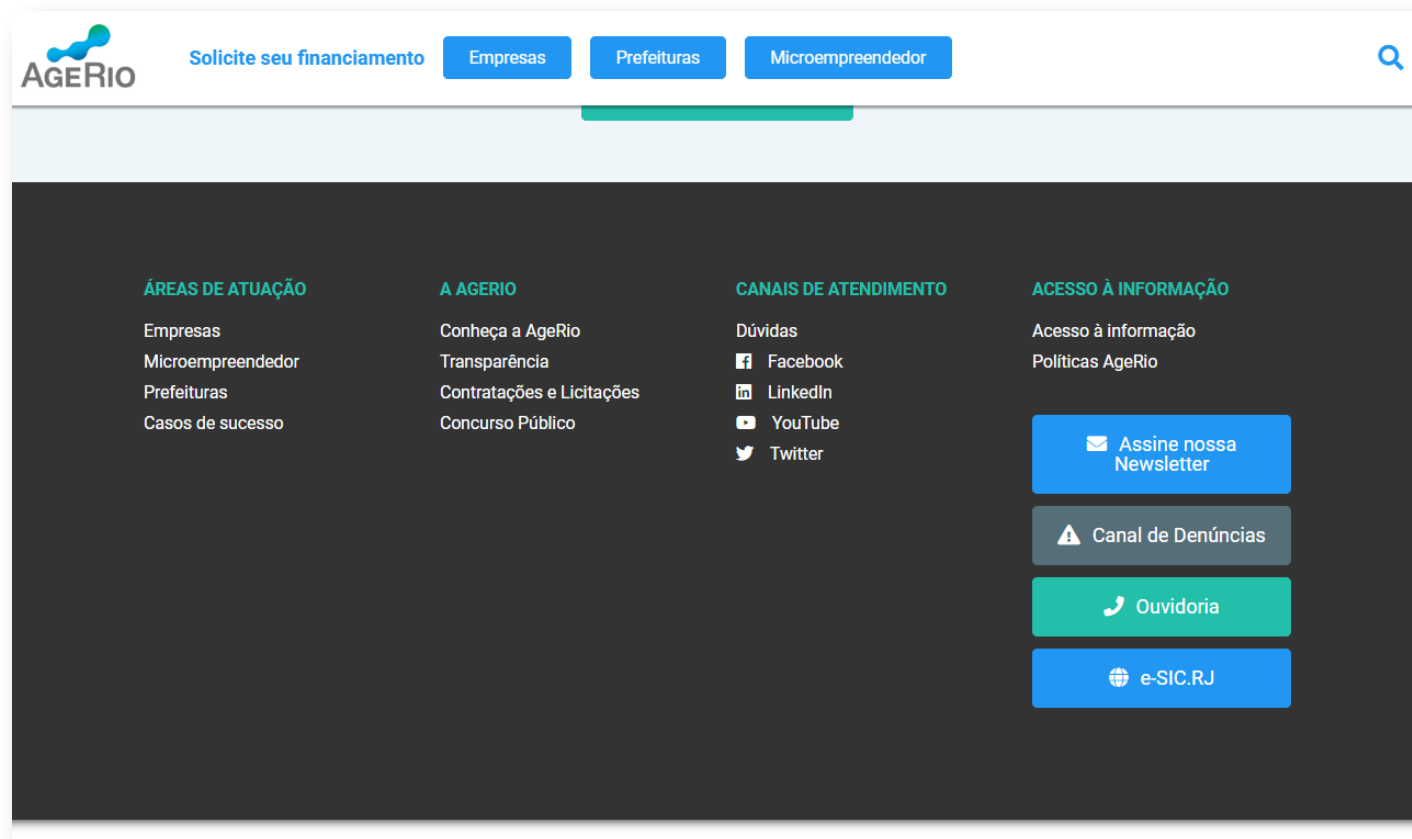 AGERIO
Solicite seu financiamento
Empresas
Prefeituras
Microempreendedor
ÁREAS DE ATUAÇÃO
Empresas
Microempreendedor
Prefeituras
Casos de sucesso
A AGERIO
Conheça a AgeRio
Transparência
Contratações e Licitações
Concurso Público
CANAIS DE ATENDIMENTO
Dúvidas
Facebook
LinkedIn
YouTube
Twitter
ACESSO À INFORMAÇÃO
Acesso à informação
Políticas AgeRio
Assine nossa
Newsletter
Canal de Denúncias
Ouvidoria
e-SIC.RJ